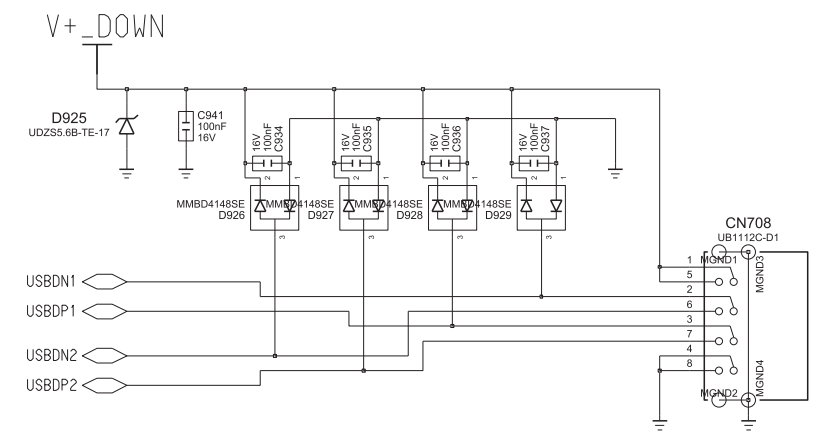 V+_DOWN
D925
UDZS5.6B-TE-17
C941
100nF
16V
16V
100nF
C934
16V
100nF
C935
16V
100nF
C936
16V
100nF
C937
2 1
2 1
2 1
2 1
MMBD4148SE
D926
MMBD4148SE
D927
MMBD4148SE
D928
MMBD4148SE
D929
3
3
3
3
CN708
UB1112C-D1
MGND1
MGND3
1
5
2
6
3
7
4
8
MGND4
MGND2
USBDN1
USBDP1
USBDN2
USBDP2